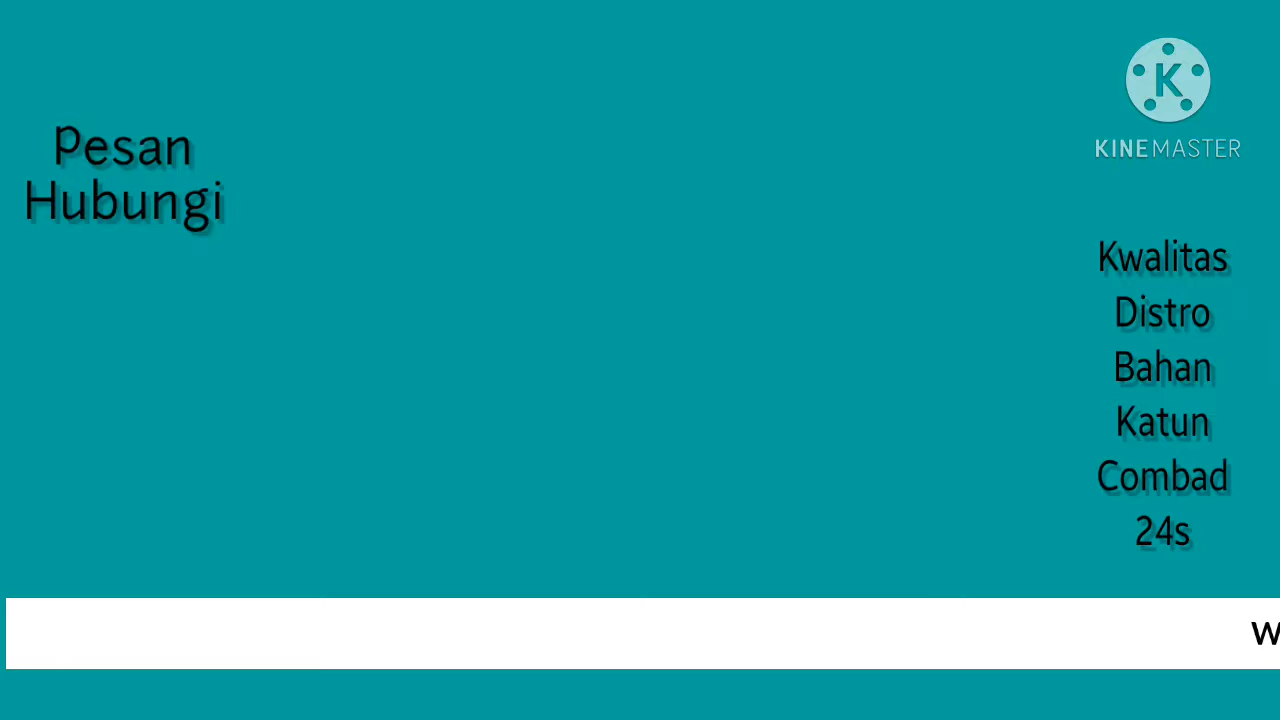 K
KINEMASTER
Pesan
Hubungi
Kwalitas
Distro
Bahan
Katun
Combad
24s